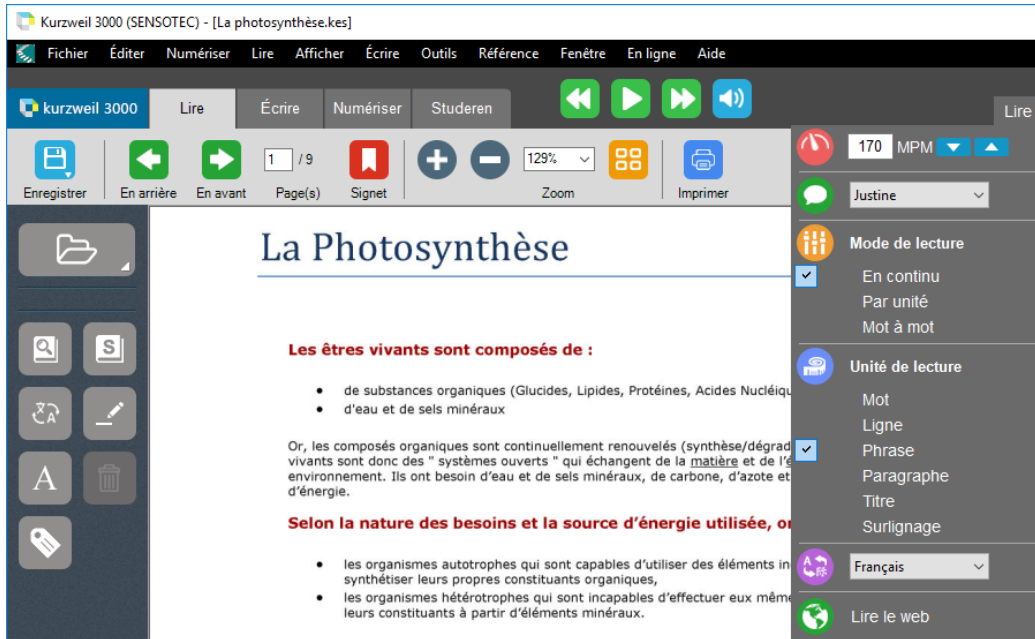 Kurzweil 3000 (SENSOTEC) - [La photosynthèse.kes]
Fichier Éditer Numériser Lire Afficher Écrire Outils Référence Fenêtre En ligne Aide
kurzweil 3000 Lire Écrire Numériser Studeren
Lire
1 / 9 129%
Enregistrer En arrière En avant Page(s) Signet Zoom Imprimer
170 MPM
Justine
Mode de lecture
En continu
Par unité
Mot à mot
Unité de lecture
Mot
Ligne
Phrase
Paragraphe
Titre
Surlignage
Français
Lire le web
S
A
La Photosynthèse
Les êtres vivants sont composés de :
• de substances organiques (Glucides, Lipides, Protéines, Acides Nucléiqu
• d'eau et de sels minéraux
Or, les composés organiques sont continuellement renouvelés (synthèse/dégrad
vivants sont donc des " systèmes ouverts " qui échangent de la matière et de l'é
environnement. Ils ont besoin d'eau et de sels minéraux, de carbone, d'azote et
d'énergie.
Selon la nature des besoins et la source d'énergie utilisée, o
• les organismes autotrophes qui sont capables d'utiliser des éléments in
synthétiser leurs propres constituants organiques,
• les organismes hétérotrophes qui sont incapables d'effectuer eux même
leurs constituants à partir d'éléments minéraux.